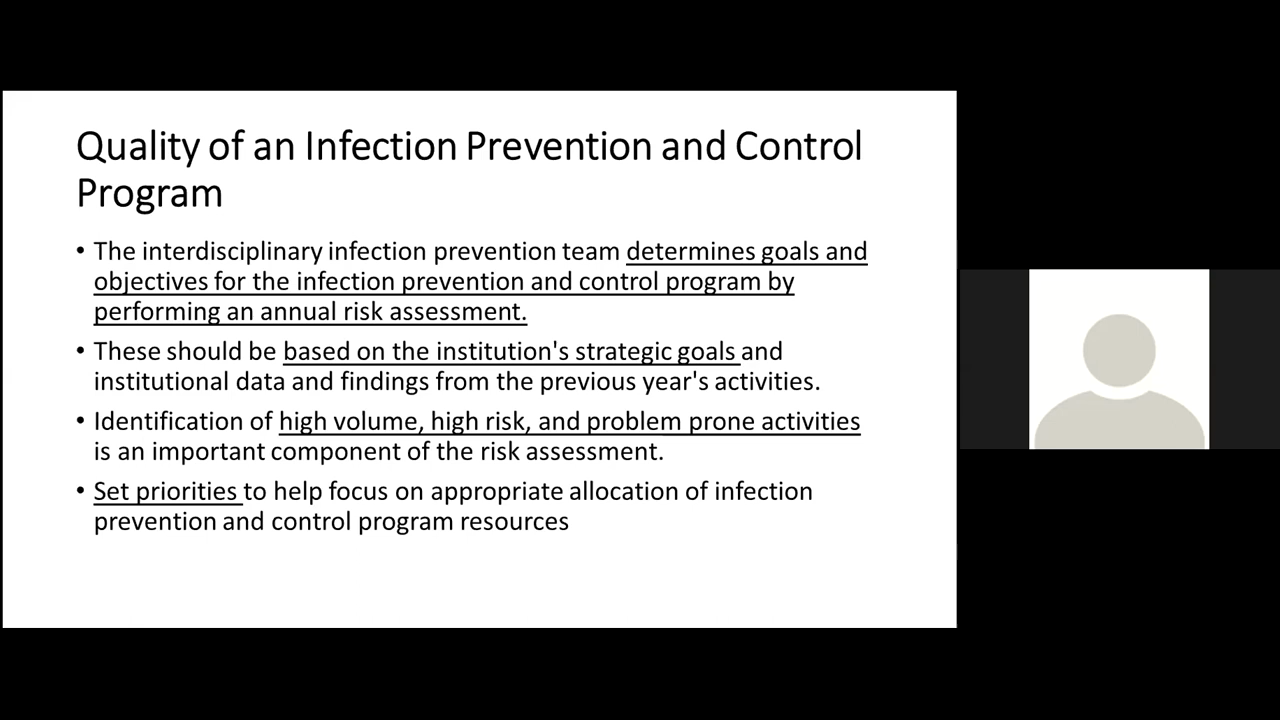 Quality of an Infection Prevention and Control
Program
• The interdisciplinary infection prevention team determines goals and
objectives for the infection prevention and control program by
performing an annual risk assessment.
• These should be based on the institution's strategic goals and
institutional data and findings from the previous year's activities.
• Identification of high volume, high risk, and problem prone activities
is an important component of the risk assessment.
• Set priorities to help focus on appropriate allocation of infection
prevention and control program resources